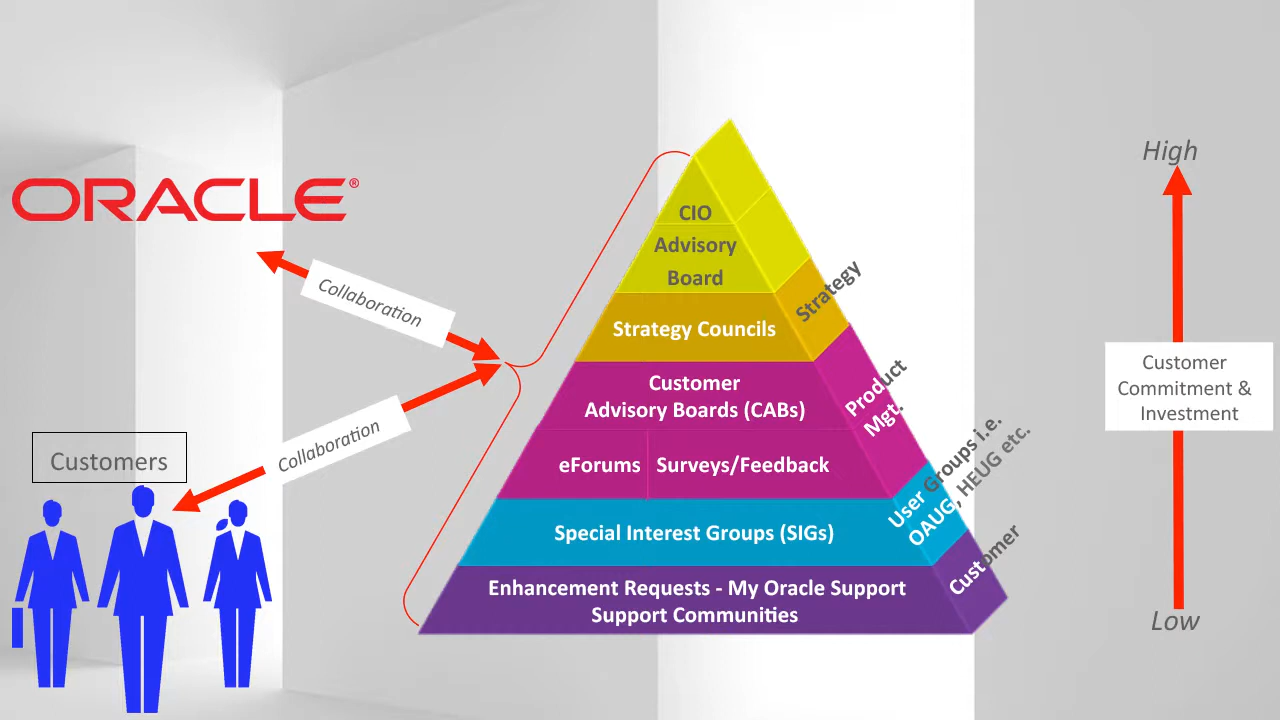 ORACLE®
Collaboration
Collaboration
Customers
CIO
Advisory
Board
Strategy Councils
Customer
Advisory Boards (CABs)
eForums
Surveys/Feedback
Special Interest Groups (SIGs)
Enhancement Requests - My Oracle Support
Support Communities
Strategy
Product
Mgt.
User Groups i.e.
OAUG, HEUG etc.
Customer
High
Customer
Commitment &
Investment
Low